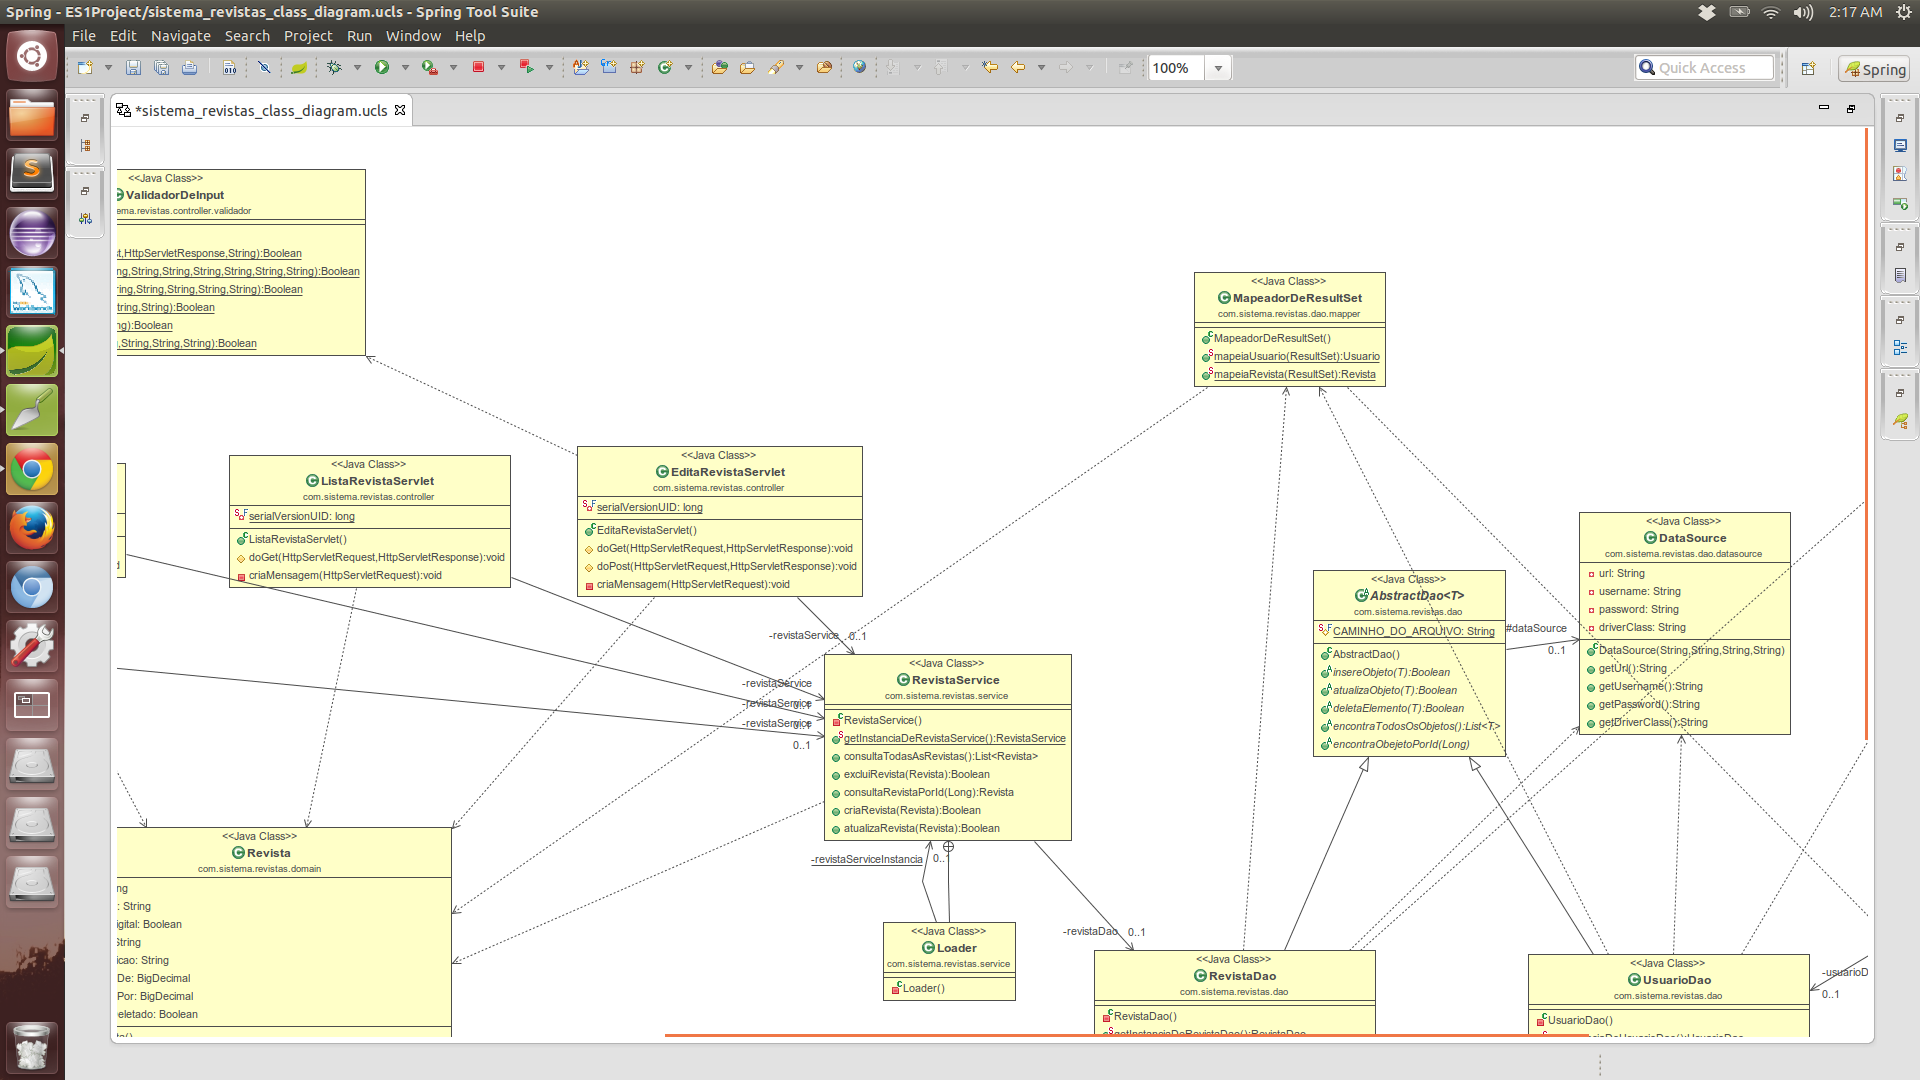 Spring - ES1Project/sistema_revistas_class_diagram.ucls - Spring Tool Suite
2:17 AM
File Edit Navigate Search Project Run Window Help
100%
Quick Access
Spring
*sistema_revistas_class_diagram.ucls
<<Java Class>>
ValidadorDeInput
ema.revistas.controller.validador
st,HttpServletResponse,String):Boolean
ng,String,String,String,String,String,String):Boolean
ring,String,String,String,String):Boolean
tring,String):Boolean
ng):Boolean
,String,String,String):Boolean
<<Java Class>>
MapeadorDeResultSet
com.sistema.revistas.dao.mapper
MapeadorDeResultSet()
mapeiaUsuario(ResultSet):Usuario
mapeiaRevista(ResultSet):Revista
<<Java Class>>
ListaRevistaServlet
com.sistema.revistas.controller
serialVersionUID: long
ListaRevistaServlet()
doGet(HttpServletRequest,HttpServletResponse):void
criaMensagem(HttpServletRequest):void
<<Java Class>>
EditaRevistaServlet
com.sistema.revistas.controller
serialVersionUID: long
EditaRevistaServlet()
doGet(HttpServletRequest,HttpServletResponse):void
doPost(HttpServletRequest,HttpServletResponse):void
criaMensagem(HttpServletRequest):void
d
<<Java Class>>
DataSource
com.sistema.revistas.dao.datasource
url: String
username: String
password: String
driverClass: String
DataSource(String,String,String,String)
getUrl():String
getUsername():String
getPassword():String
getDriverClass():String
<<Java Class>>
AbstractDao<T>
com.sistema.revistas.dao
CAMINHO_DO_ARQUIVO: String
AbstractDao()
insereObjeto(T):Boolean
atualizaObjeto(T):Boolean
deletaElemento(T):Boolean
encontraTodosOsObjetos():List<T>
encontraObejetoPorId(Long)
#dataSource
0..1
-revistaService 0..1
-revistaService
-revistaService
0..1
-revistaService
0..1
0..1
<<Java Class>>
RevistaService
com.sistema.revistas.service
RevistaService()
getInstanciaDeRevistaService():RevistaService
consultaTodasAsRevistas():List<Revista>
excluiRevista(Revista):Boolean
consultaRevistaPorId(Long):Revista
criaRevista(Revista):Boolean
atualizaRevista(Revista):Boolean
-revistaServiceInstancia 0..1
<<Java Class>>
Revista
com.sistema.revistas.domain
ng
: String
igital: Boolean
String
icao: String
De: BigDecimal
Por: BigDecimal
eletado: Boolean
<<Java Class>>
Loader
com.sistema.revistas.service
Loader()
-revistaDao 0..1
<<Java Class>>
RevistaDao
com.sistema.revistas.dao
RevistaDao()
getInstanciaDeRevistaDao():RevistaDao
<<Java Class>>
UsuarioDao
com.sistema.revistas.dao
UsuarioDao()
-usuarioD
0..1